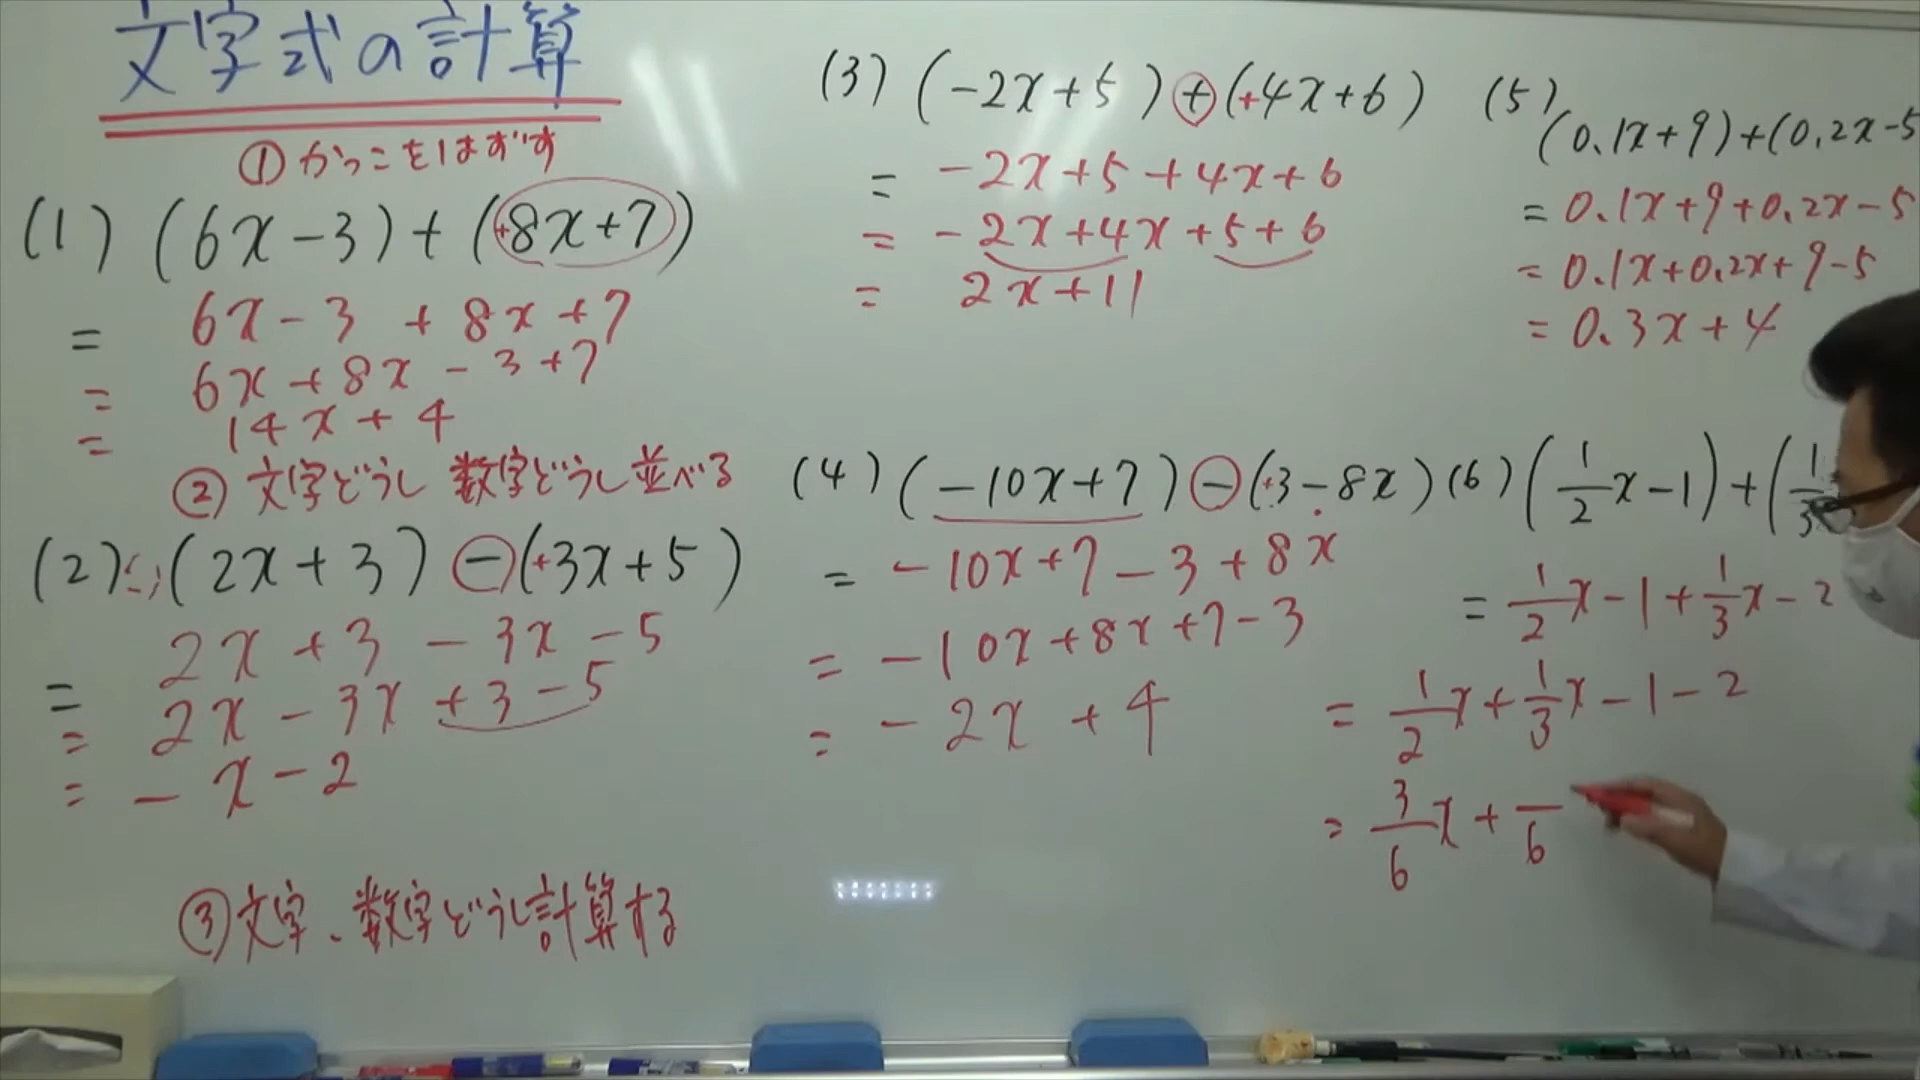 文字式の計算
①かっこをはずす
(1) (6x-3)+(+8x+7)
= 6x-3 +8x+7
= 6x+8x-3+7
= 14x+4
②文字どうし 数字どうし並べる
(2) (2x+3)-(+3x+5)
= 2x+3-3x-5
= 2x-3x+3-5
= -x-2
③文字、数字どうし計算する
(3) (-2x+5)+(+4x+6)
= -2x+5+4x+6
= -2x+4x+5+6
= 2x+11
(4) (-10x+7)-(+3-8x)
= -10x+7-3+8x
= -10x+8x+7-3
= -2x+4
(5)
(0.1x+9)+(0.2x-5
= 0.1x+9+0.2x-5
= 0.1x+0.2x+9-5
= 0.3x+4
(6) (1/2x-1)+(1/3
= 1/2x-1+1/3x-2
= 1/2x+1/3x-1-2
= 3/6x+ /6